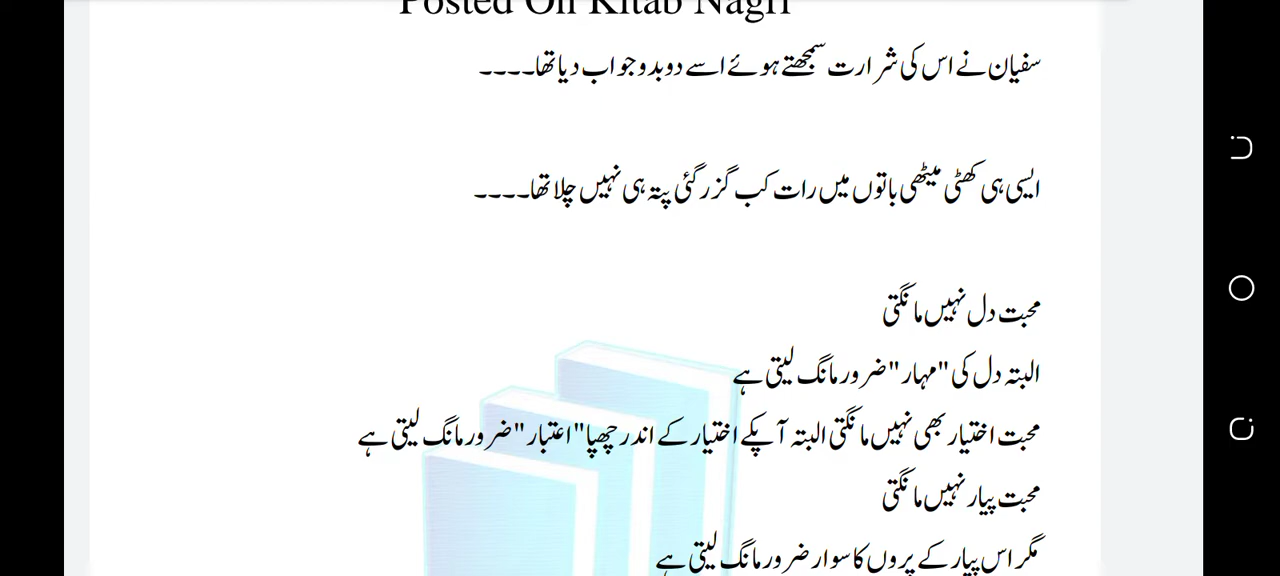 Posted On Kitab Nagri
سفیان نے اس کی شرارت سمجھتے ہوئے اسے دوبدو جواب دیا تھا۔۔۔۔
ایسی ہی کھٹی میٹھی باتوں میں رات کب گزر گئی پتہ ہی نہیں چلا تھا۔۔۔۔
محبت دل نہیں مانگتی
البتہ دل کی "مہار" ضرور مانگ لیتی ہے
محبت اختیار بھی نہیں مانگتی البتہ آپکے اختیار کے اندر چھپا "اعتبار" ضرور مانگ لیتی ہے
محبت پیار نہیں مانگتی
مگر اس پیار کے پروں کا سوار ضرور مانگ لیتی ہے